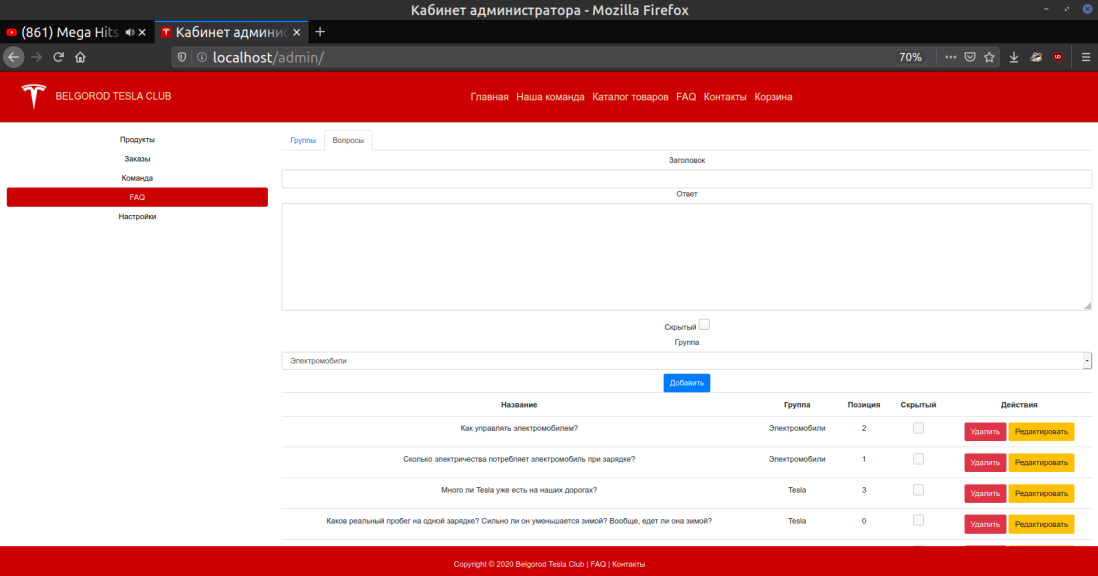 Кабинет администратора - Mozilla Firefox
(861) Mega Hits
Кабинет админис
localhost/admin/
70%
BELGOROD TESLA CLUB
Главная Наша команда Каталог товаров FAQ Контакты Корзина
Продукты
Заказы
Команда
FAQ
Настройки
Группы Вопросы
Заголовок
Ответ
Скрытый
Группа
Электромобили
Добавить
Название Группа Позиция Скрытый Действия
Как управлять электромобилем? Электромобили 2 Удалить Редактировать
Сколько электричества потребляет электромобиль при зарядке? Электромобили 1 Удалить Редактировать
Много ли Tesla уже есть на наших дорогах? Tesla 3 Удалить Редактировать
Каков реальный пробег на одной зарядке? Сильно ли он уменьшается зимой? Вообще, едет ли она зимой? Tesla 0 Удалить Редактировать
Copyright © 2020 Belgorod Tesla Club | FAQ | Контакты